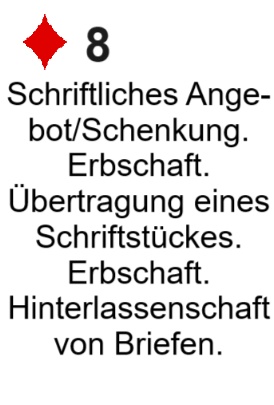 8
Schriftliches Ange-
bot/Schenkung.
Erbschaft.
Übertragung eines
Schriftstückes.
Erbschaft.
Hinterlassenschaft
von Briefen.